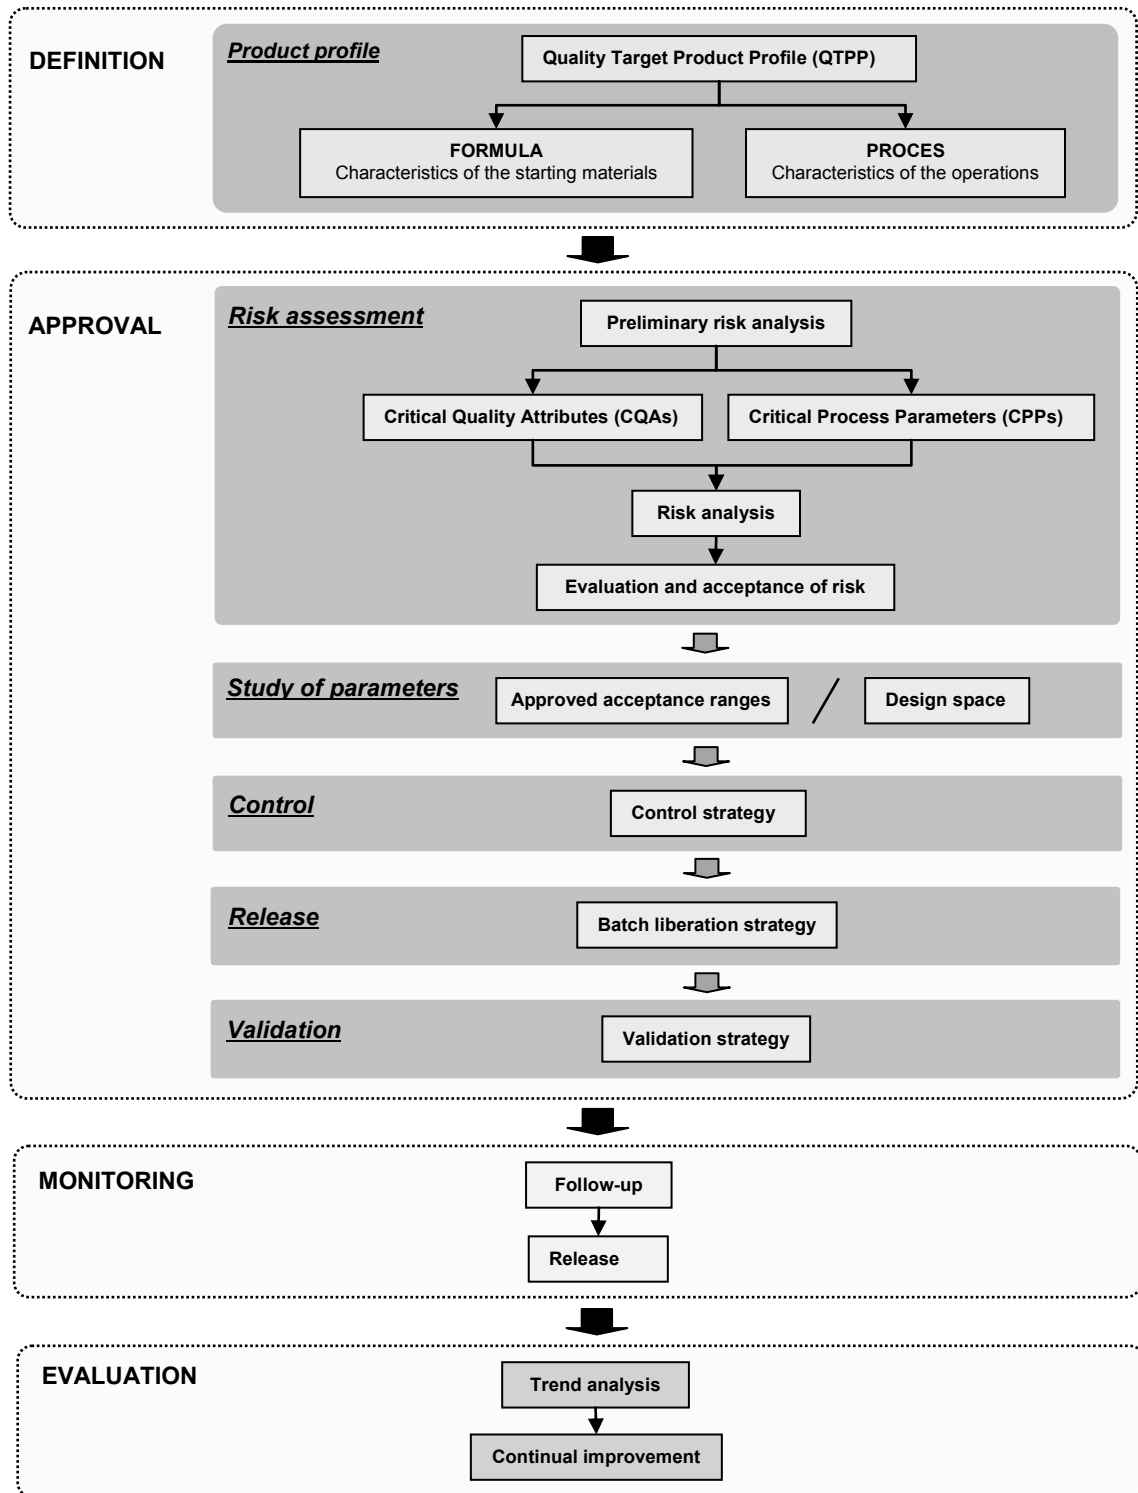 DEFINITION
Product profile
Quality Target Product Profile (QTPP)
FORMULA
Characteristics of the starting materials
PROCES
Characteristics of the operations
APPROVAL
Risk assessment
Preliminary risk analysis
Critical Quality Attributes (CQAs)
Critical Process Parameters (CPPs)
Risk analysis
Evaluation and acceptance of risk
Study of parameters
Approved acceptance ranges
/
Design space
Control
Control strategy
Release
Batch liberation strategy
Validation
Validation strategy
MONITORING
Follow-up
Release
EVALUATION
Trend analysis
Continual improvement